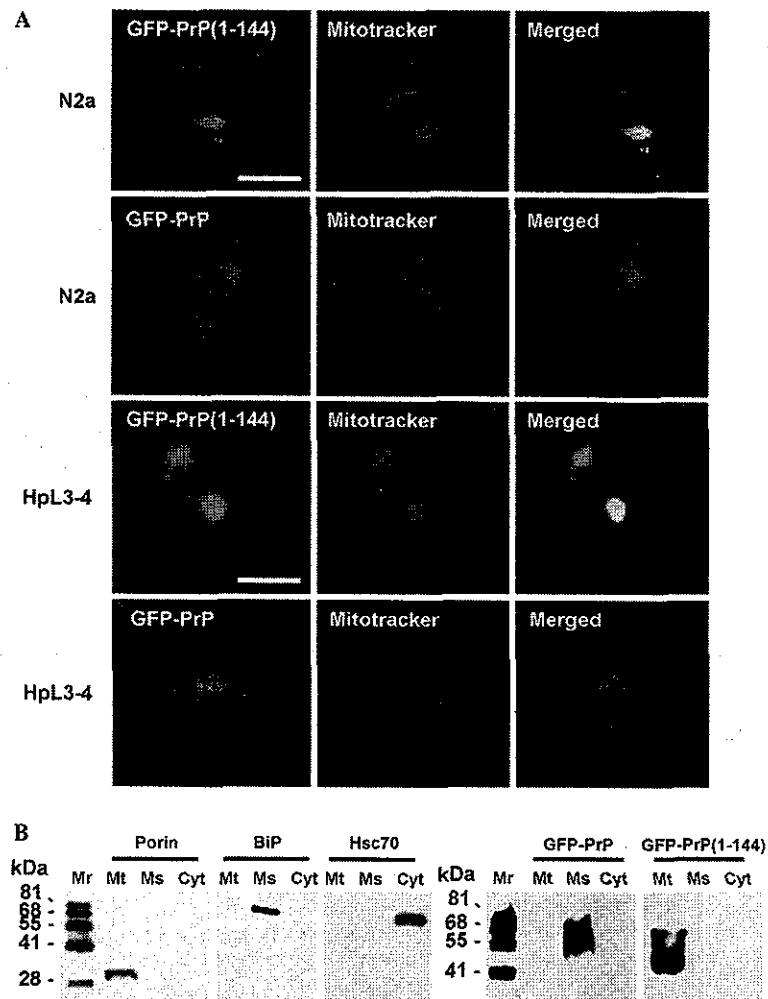 A
GFP-PrP(1-144) Mitotracker Merged
N2a
GFP-PrP Mitotracker Merged
N2a
GFP-PrP(1-144) Mitotracker Merged
HpL3-4
GFP-PrP Mitotracker Merged
HpL3-4
B
Porin BiP Hsc70 GFP-PrP GFP-PrP(1-144)
kDa Mr Mt Ms Cyt Mt Ms Cyt Mt Ms Cyt kDa Mr Mt Ms Cyt Mt Ms Cyt
81 81
68 - 68 -
55 - 55 -
41 - 41 -
28 -